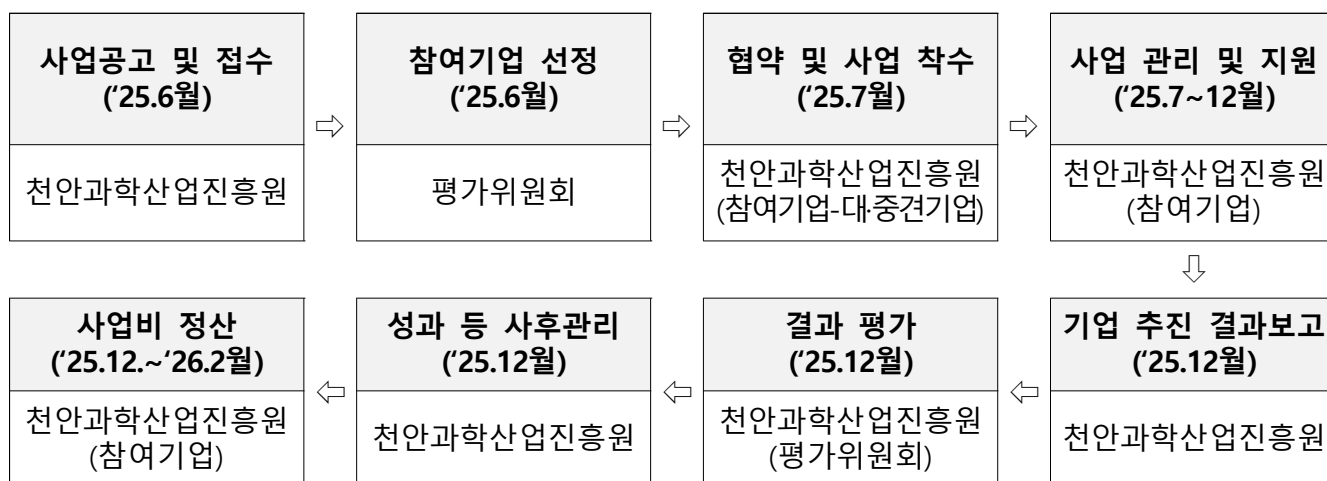 사업공고 및 접수
(‘25.6월)
천안과학산업진흥원
⇨
참여기업 선정
(‘25.6월)
평가위원회
⇨
협약 및 사업 착수
(‘25.7월)
천안과학산업진흥원
(참여기업-대·중견기업)
⇨
사업 관리 및 지원
(‘25.7~12월)
천안과학산업진흥원
(참여기업)
⇩
기업 추진 결과보고
(‘25.12월)
천안과학산업진흥원
⇦
결과 평가
(‘25.12월)
천안과학산업진흥원
(평가위원회)
⇦
성과 등 사후관리
(‘25.12월)
천안과학산업진흥원
⇦
사업비 정산
(‘25.12.~‘26.2월)
천안과학산업진흥원
(참여기업)